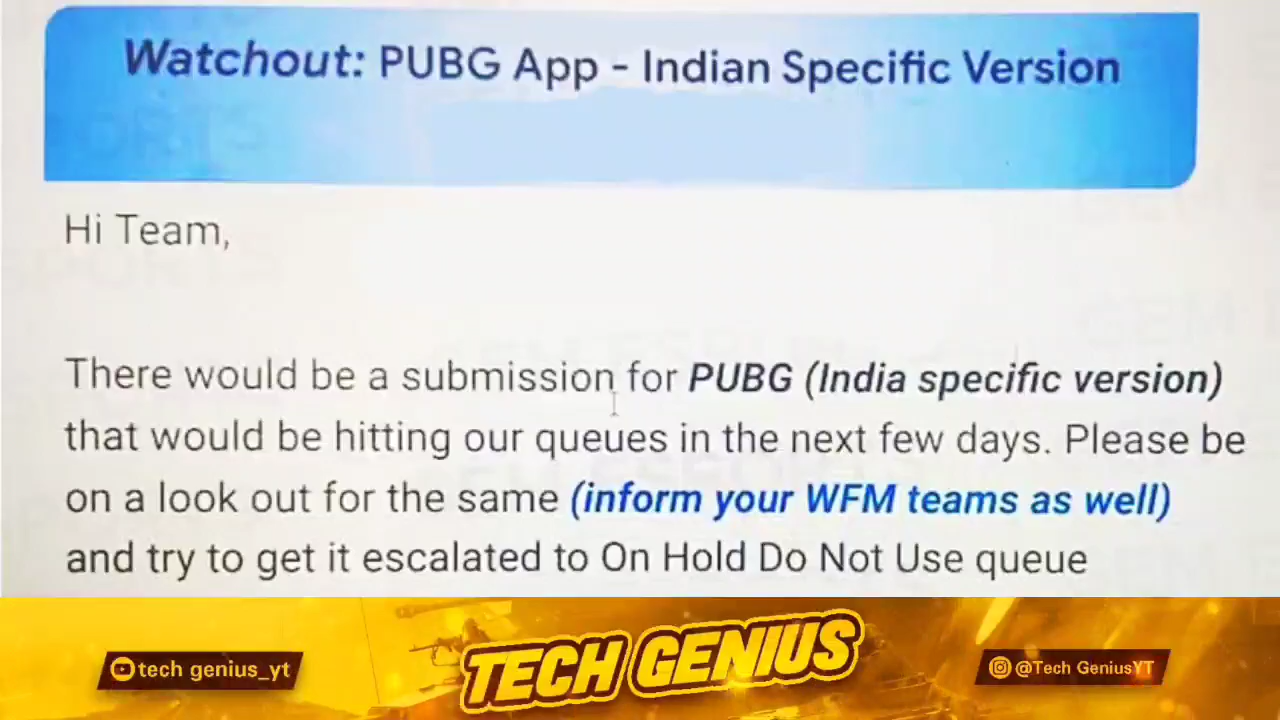 Watchout: PUBG App - Indian Specific Version
Hi Team,
There would be a submission for PUBG (India specific version)
that would be hitting our queues in the next few days. Please be
on a look out for the same (inform your WFM teams as well)
and try to get it escalated to On Hold Do Not Use queue
tech genius_yt
TECH GENIUS
@Tech GeniusYT